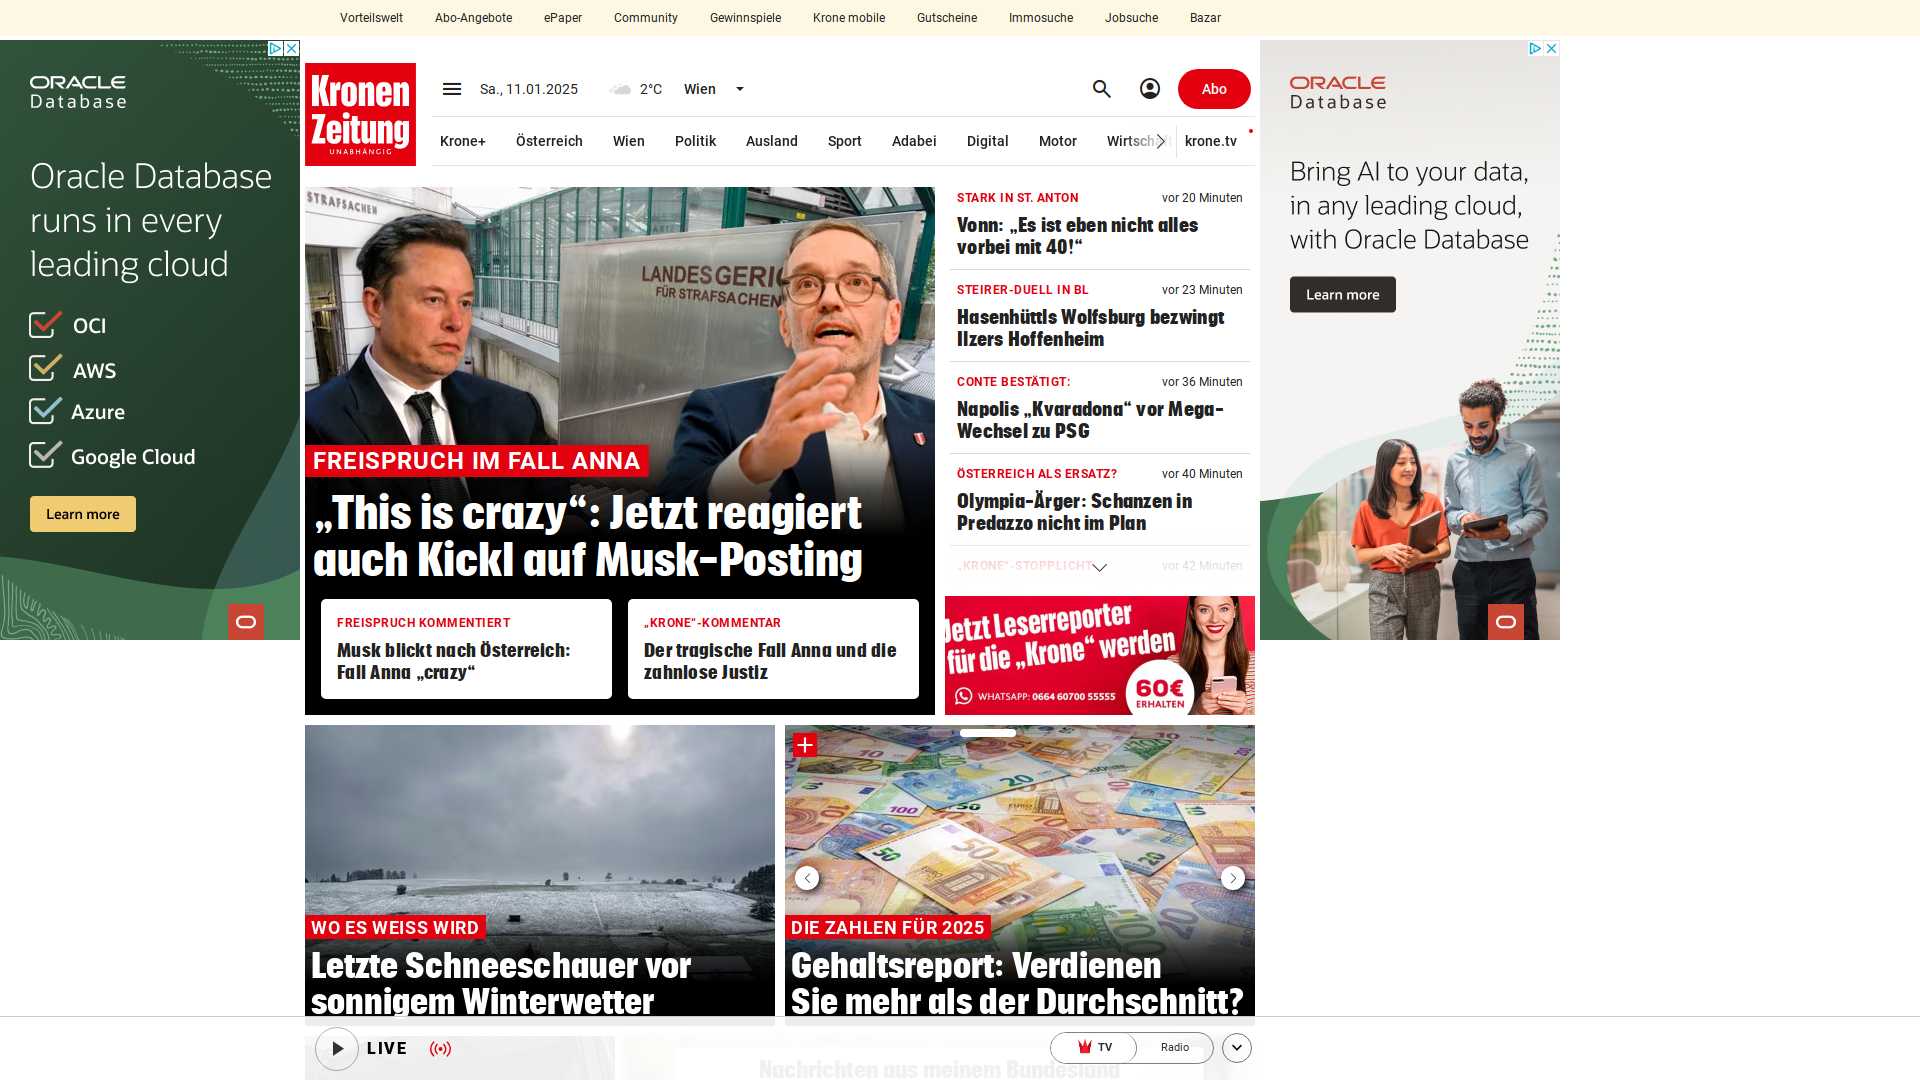 Vorteilswelt
Abo-Angebote
ePaper
Community
Gewinnspiele
Krone mobile
Gutscheine
Immosuche
Jobsuche
Bazar
ORACLE
Database
Oracle Database
runs in every
leading cloud
OCI
AWS
Azure
Google Cloud
Learn more
Kronen
Zeitung
UNABHÄNGIG
Sa., 11.01.2025
2°C
Wien
Abo
Krone+
Österreich
Wien
Politik
Ausland
Sport
Adabei
Digital
Motor
Wirtschaft
krone.tv
STRAFSACHEN
LANDESGERIC
FÜR STRAFSACHEN
FREISPRUCH IM FALL ANNA
„This is crazy“: Jetzt reagiert
auch Kickl auf Musk-Posting
FREISPRUCH KOMMENTIERT
Musk blickt nach Österreich:
Fall Anna „crazy“
„KRONE“-KOMMENTAR
Der tragische Fall Anna und die
zahnlose Justiz
STARK IN ST. ANTON
vor 20 Minuten
Vonn: „Es ist eben nicht alles
vorbei mit 40!“
STEIRER-DUELL IN BL
vor 23 Minuten
Hasenhüttls Wolfsburg bezwingt
Ilzers Hoffenheim
CONTE BESTÄTIGT:
vor 36 Minuten
Napolis „Kvaradona“ vor Mega-
Wechsel zu PSG
ÖSTERREICH ALS ERSATZ?
vor 40 Minuten
Olympia-Ärger: Schanzen in
Predazzo nicht im Plan
„KRONE“-STOPPLICHT
vor 42 Minuten
Jetzt Leserreporter
für die „Krone“ werden
WHATSAPP: 0664 60700 55555
60€
ERHALTEN
ORACLE
Database
Bring AI to your data,
in any leading cloud,
with Oracle Database
Learn more
WO ES WEISS WIRD
Letzte Schneeschauer vor
sonnigem Winterwetter
DIE ZAHLEN FÜR 2025
Gehaltsreport: Verdienen
Sie mehr als der Durchschnitt?
LIVE
TV
Radio
Nachrichten aus meinem Bundesland